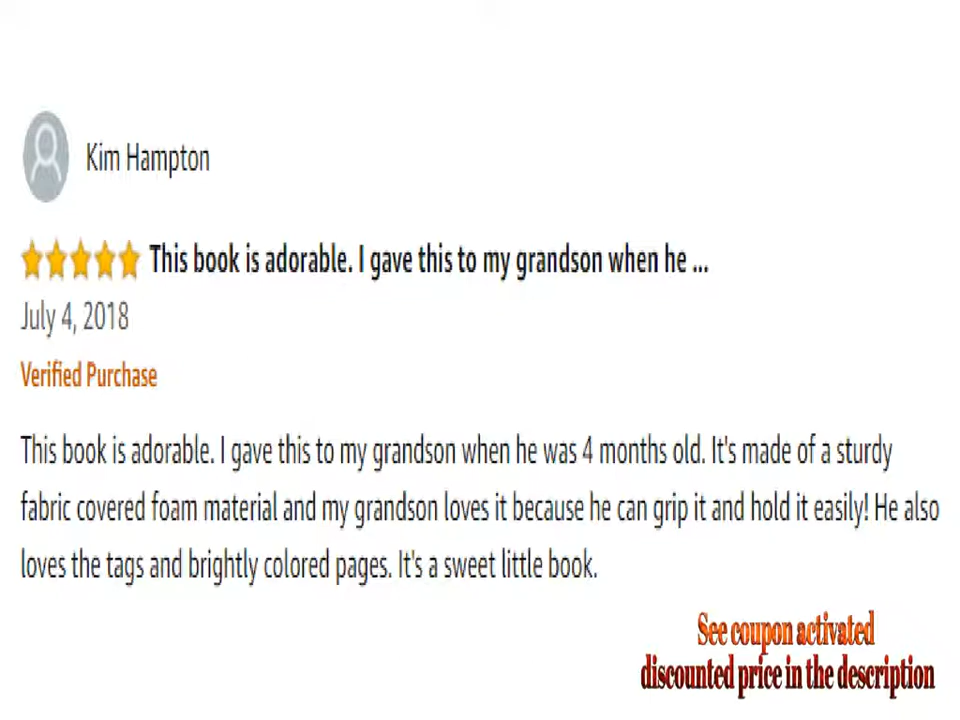 Kim Hampton
This book is adorable. I gave this to my grandson when he ...
July 4, 2018
Verified Purchase
This book is adorable. I gave this to my grandson when he was 4 months old. It's made of a sturdy
fabric covered foam material and my grandson loves it because he can grip it and hold it easily! He also
loves the tags and brightly colored pages. It's a sweet little book.
See coupon activated
discounted price in the description